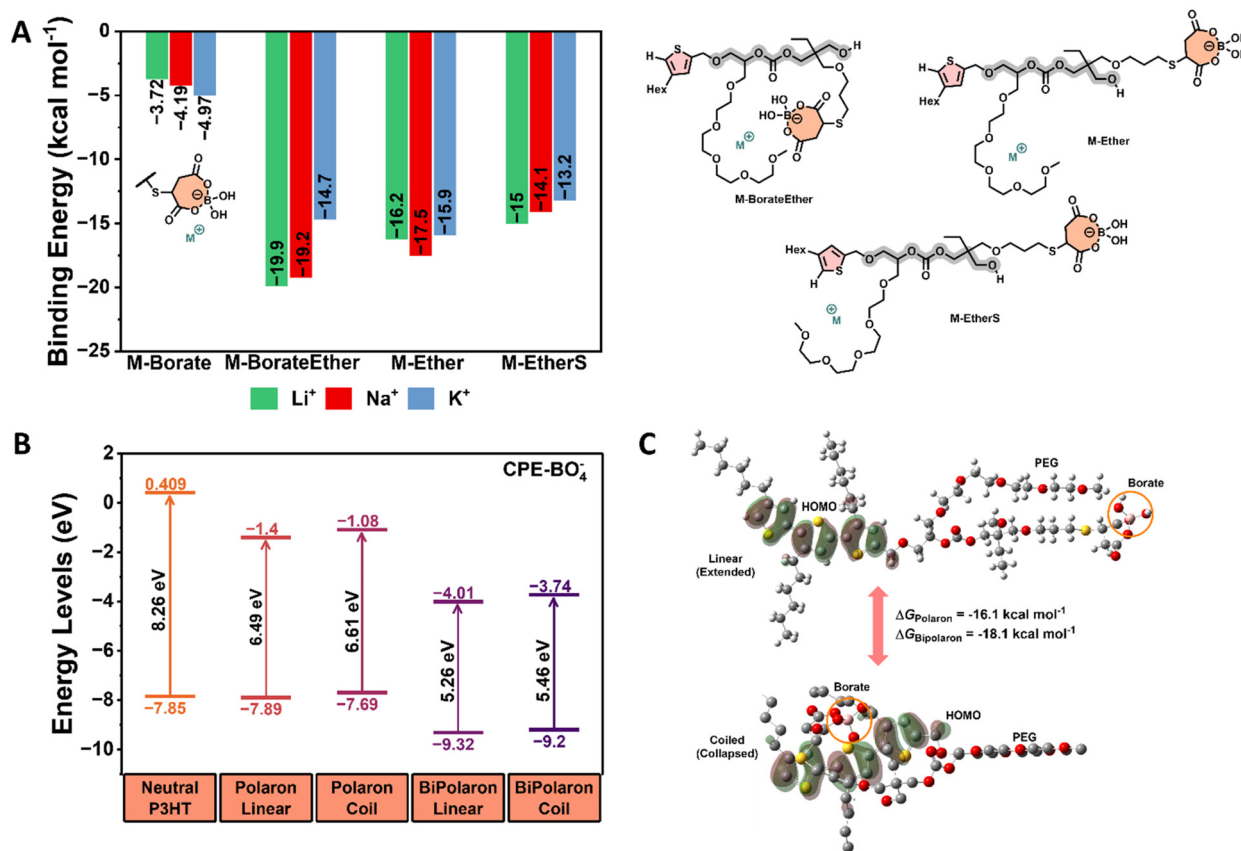 A
Binding Energy (kcal mol⁻¹)
0
−5
−10
−15
−20
−25
−3.72
−4.19
−4.97
−19.9
−19.2
−14.7
−16.2
−17.5
−15.9
−15
−14.1
−13.2
O
S
O
B
OH
O
OH
O
M⊕
M-Borate
M-BorateEther
M-Ether
M-EtherS
Li⁺
Na⁺
K⁺
H
S
Hex
O
O
O
O
O
H
HO
HO
B
O
O
S
M⊕
M-BorateEther
H
S
Hex
O
O
O
O
O
H
S
O
B
OH
OH
M⊕
M-Ether
Hex
H
S
O
O
O
O
O
H
S
O
B
OH
OH
M⊕
M-EtherS
B
Energy Levels (eV)
2
0
−2
−4
−6
−8
−10
CPE-BO₄⁻
0.409
8.26 eV
−7.85
−1.4
6.49 eV
−7.89
−1.08
6.61 eV
−7.69
−4.01
5.26 eV
−9.32
−3.74
5.46 eV
−9.2
Neutral
P3HT
Polaron
Linear
Polaron
Coil
BiPolaron
Linear
BiPolaron
Coil
C
PEG
Borate
HOMO
Linear
(Extended)
ΔG Polaron = -16.1 kcal mol⁻¹
ΔG Bipolaron = -18.1 kcal mol⁻¹
Borate
HOMO
Coiled
(Collapsed)
PEG